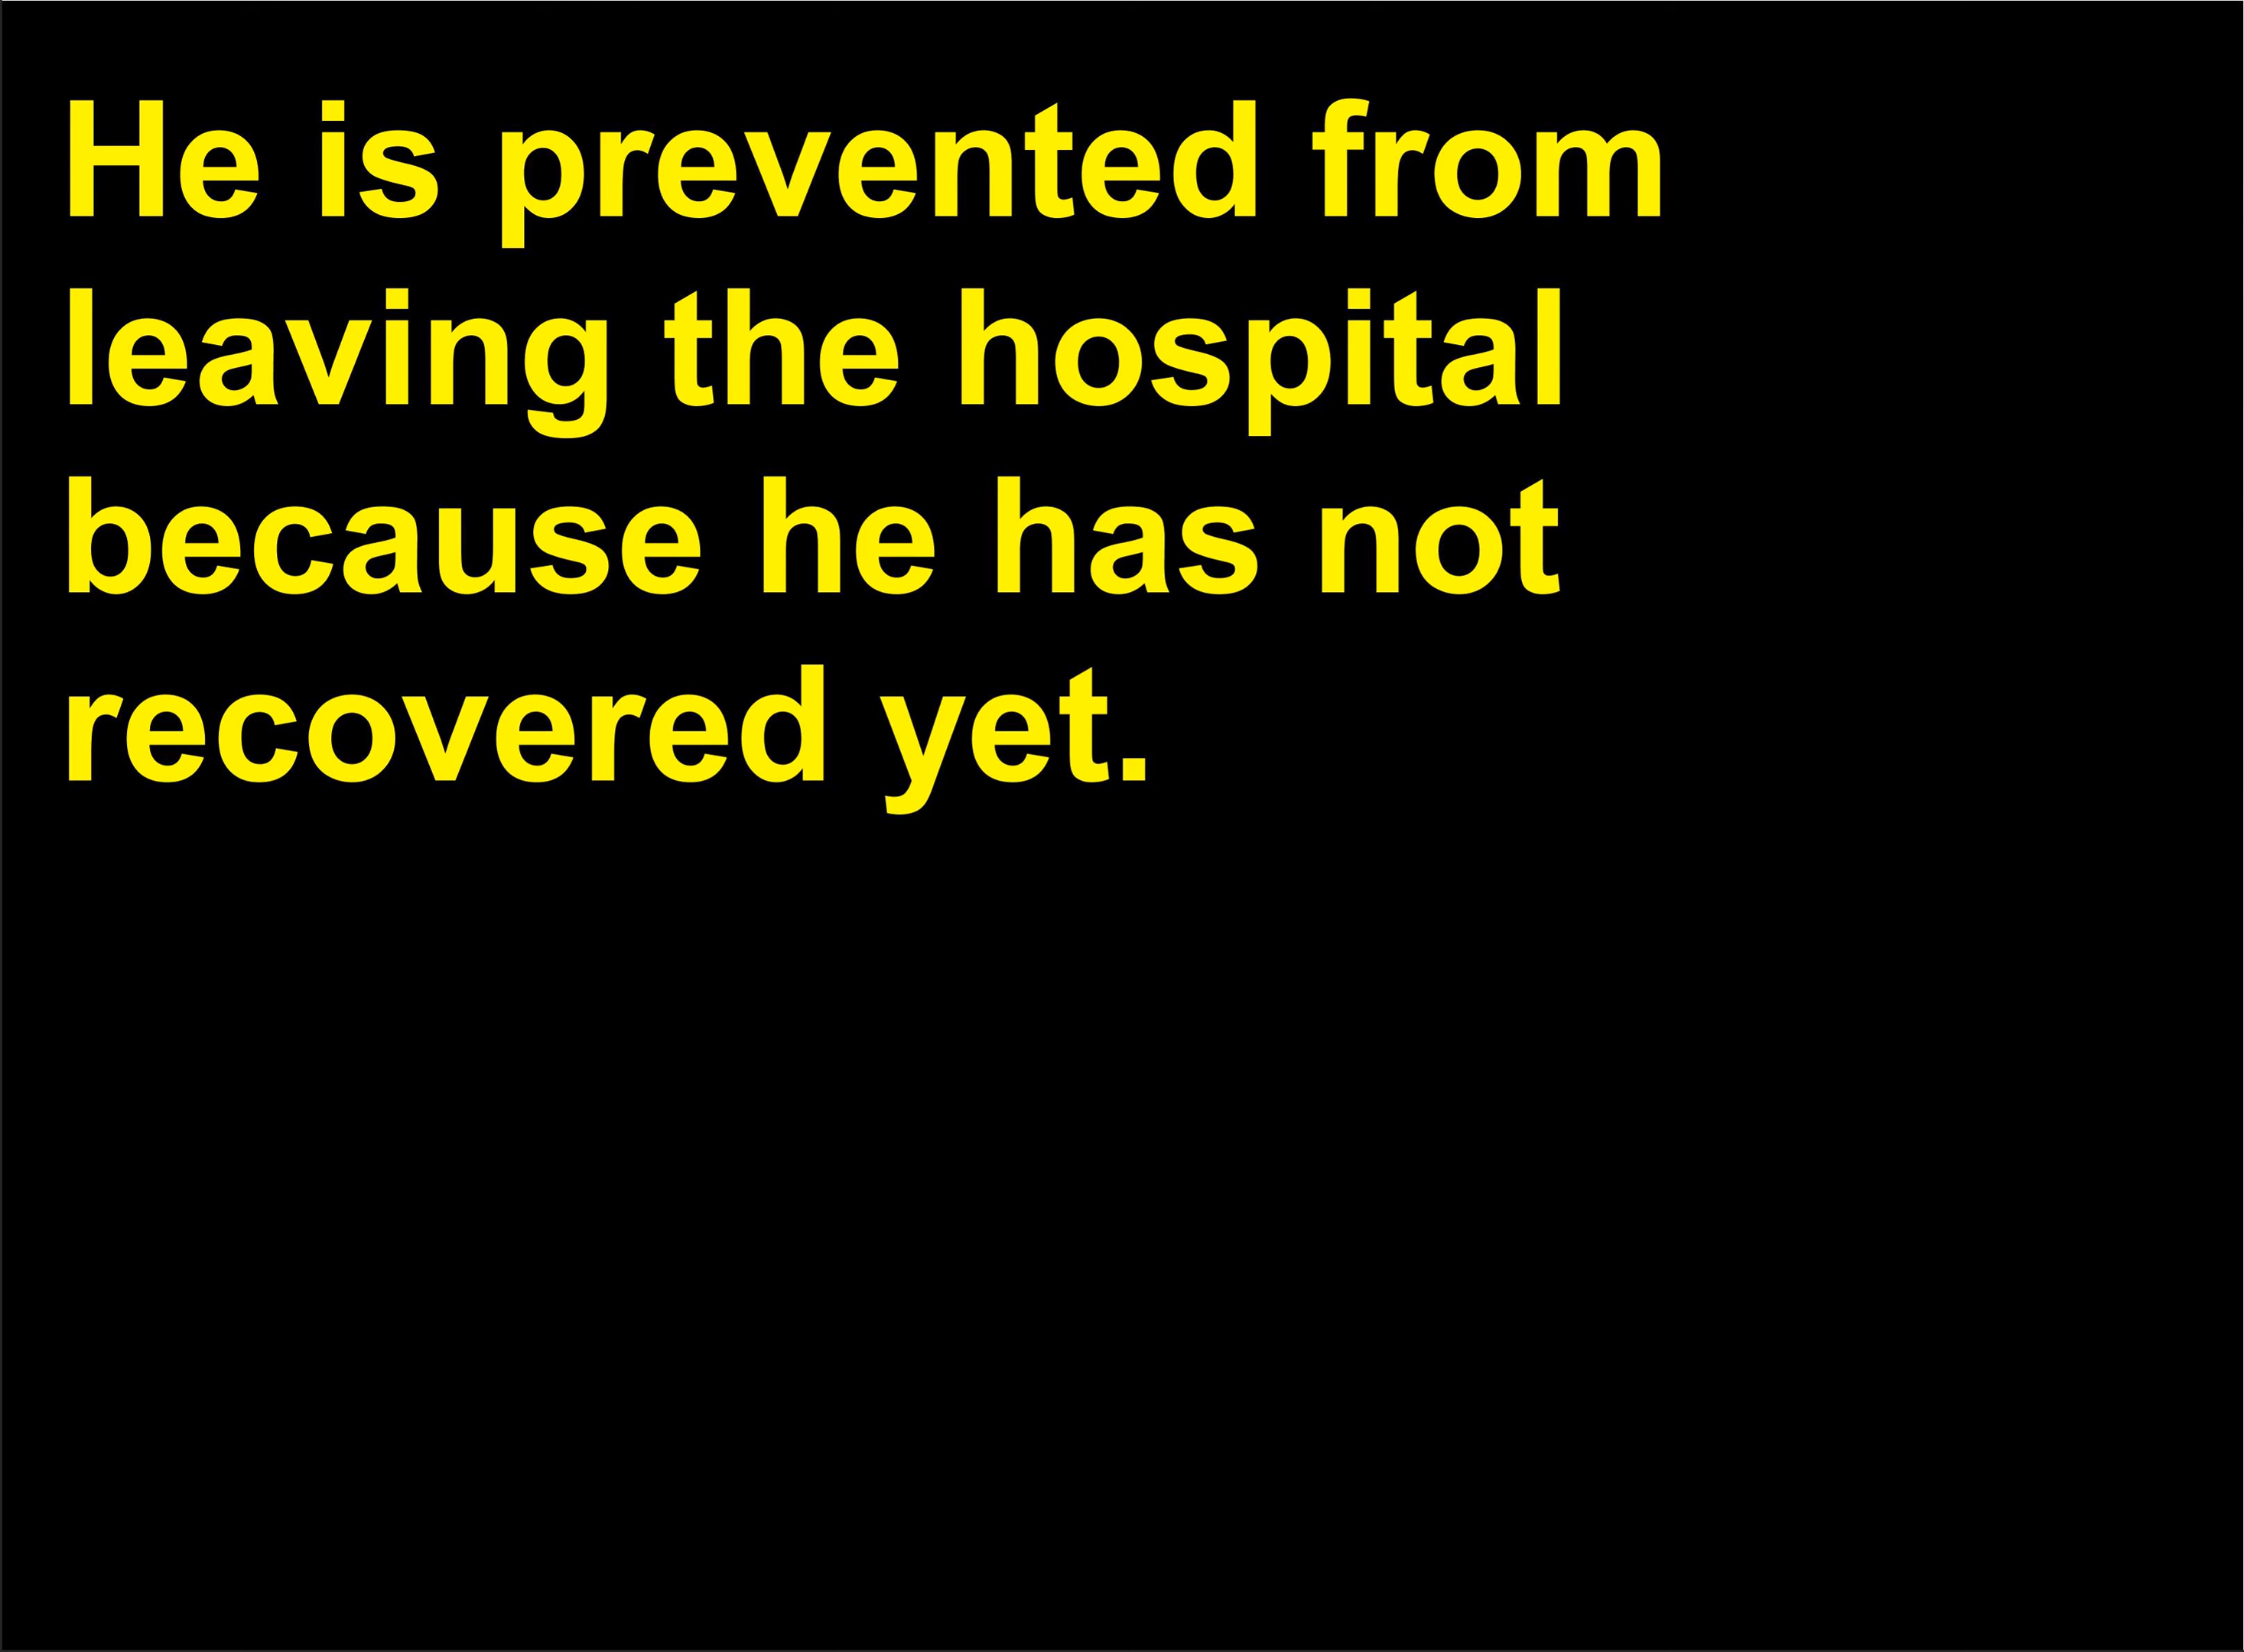 He is prevented from
leaving the hospital
because he has not
recovered yet.